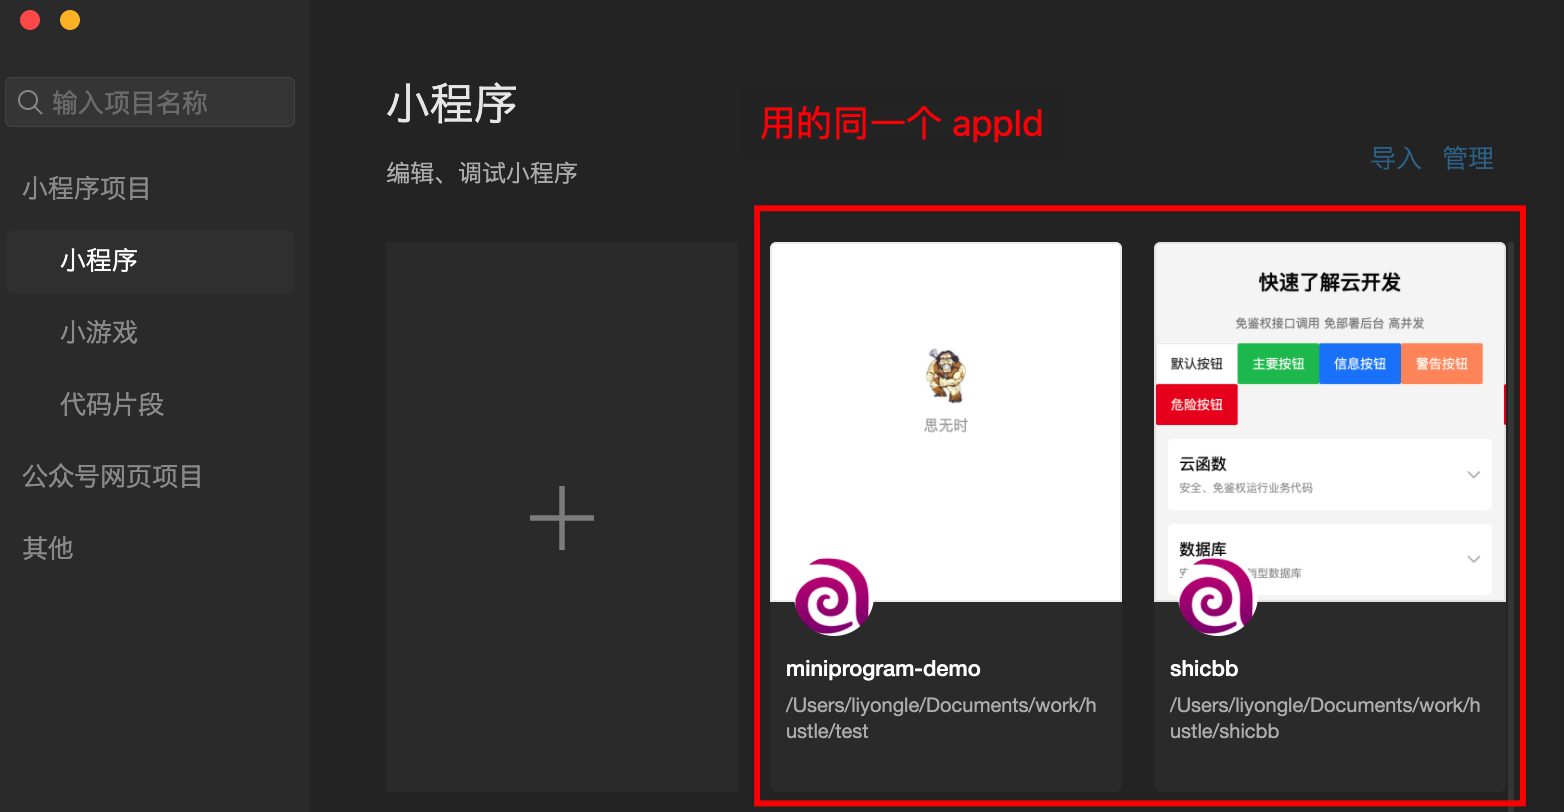 输入项目名称
小程序项目
小程序
小游戏
代码片段
公众号网页项目
其他
小程序
用的同一个 appId
编辑、调试小程序
导入 管理
思无时
miniprogram-demo
/Users/liyongle/Documents/work/h
ustle/test
快速了解云开发
免鉴权接口调用 免部署后台 高并发
默认按钮 主要按钮 信息按钮 警告按钮
危险按钮
云函数
安全、免鉴权运行业务代码
数据库
档型数据库
shicbb
/Users/liyongle/Documents/work/h
ustle/shicbb